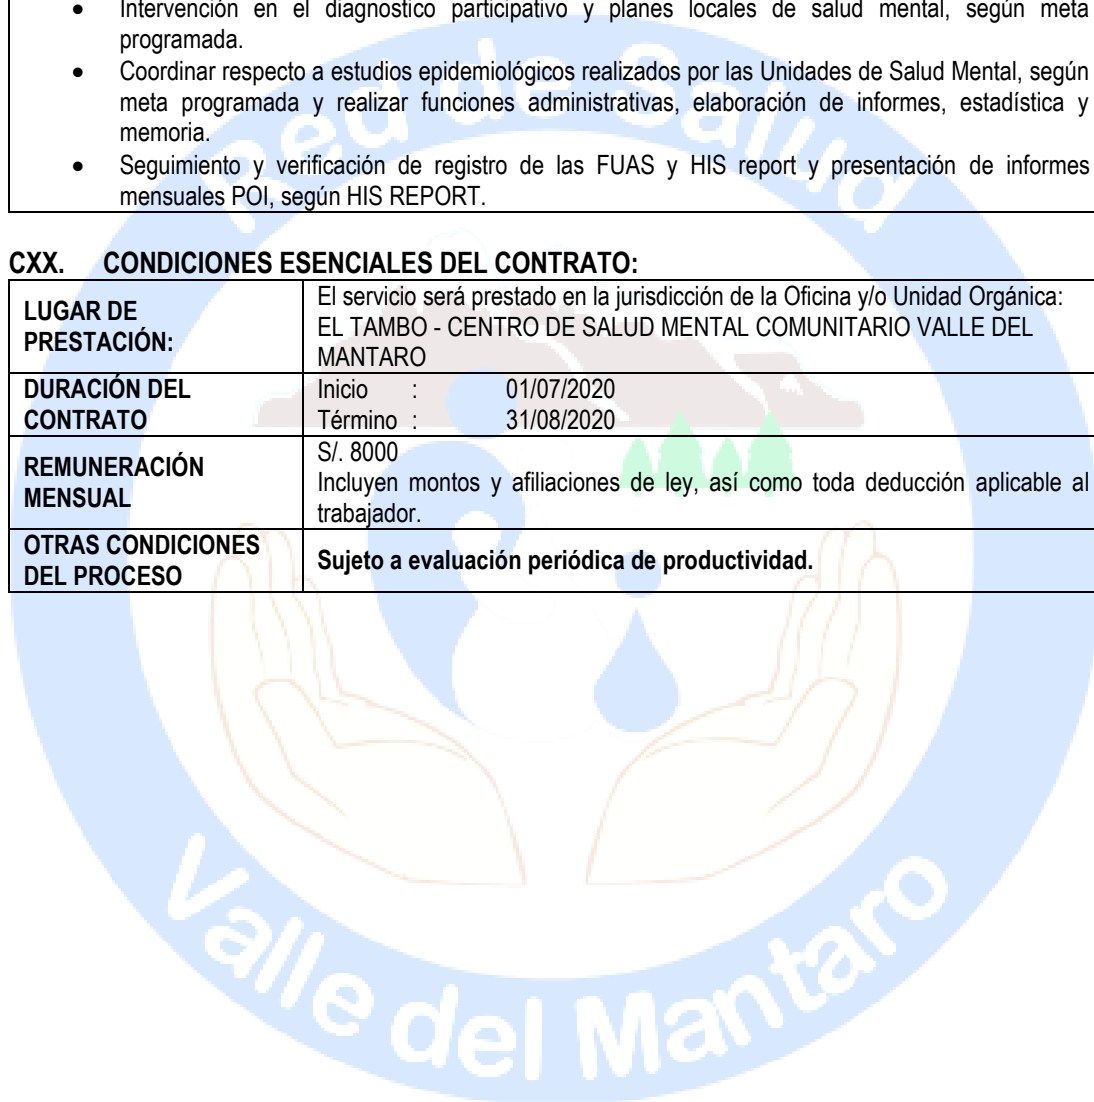 • Intervención en el diagnostico participativo y planes locales de salud mental, según meta
programada.
• Coordinar respecto a estudios epidemiológicos realizados por las Unidades de Salud Mental, según
meta programada y realizar funciones administrativas, elaboración de informes, estadística y
memoria.
• Seguimiento y verificación de registro de las FUAS y HIS report y presentación de informes
mensuales POI, según HIS REPORT.
CXX. CONDICIONES ESENCIALES DEL CONTRATO:
LUGAR DE
PRESTACIÓN:
El servicio será prestado en la jurisdicción de la Oficina y/o Unidad Orgánica:
EL TAMBO - CENTRO DE SALUD MENTAL COMUNITARIO VALLE DEL
MANTARO
DURACIÓN DEL
CONTRATO
Inicio : 01/07/2020
Término : 31/08/2020
REMUNERACIÓN
MENSUAL
S/. 8000
Incluyen montos y afiliaciones de ley, así como toda deducción aplicable al
trabajador.
OTRAS CONDICIONES
DEL PROCESO
Sujeto a evaluación periódica de productividad.
Red de Salud
Valle del Mantaro